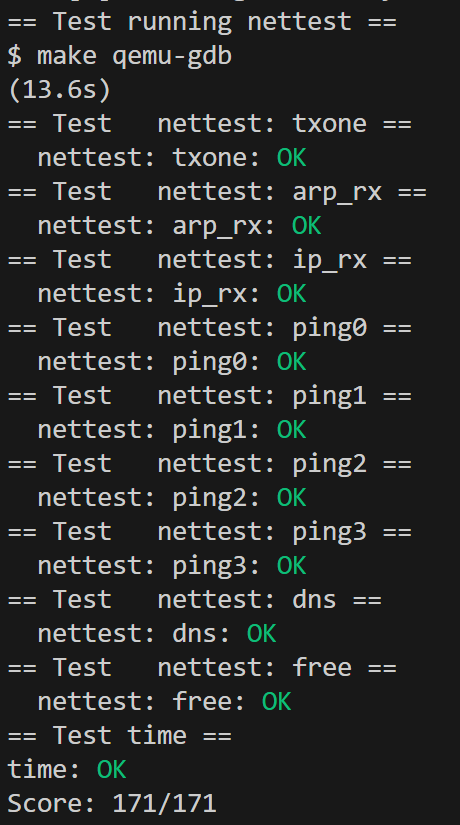 == Test running nettest ==
$ make qemu-gdb
(13.6s)
== Test   nettest: txone ==
  nettest: txone: OK
== Test   nettest: arp_rx ==
  nettest: arp_rx: OK
== Test   nettest: ip_rx ==
  nettest: ip_rx: OK
== Test   nettest: ping0 ==
  nettest: ping0: OK
== Test   nettest: ping1 ==
  nettest: ping1: OK
== Test   nettest: ping2 ==
  nettest: ping2: OK
== Test   nettest: ping3 ==
  nettest: ping3: OK
== Test   nettest: dns ==
  nettest: dns: OK
== Test   nettest: free ==
  nettest: free: OK
== Test time ==
time: OK
Score: 171/171